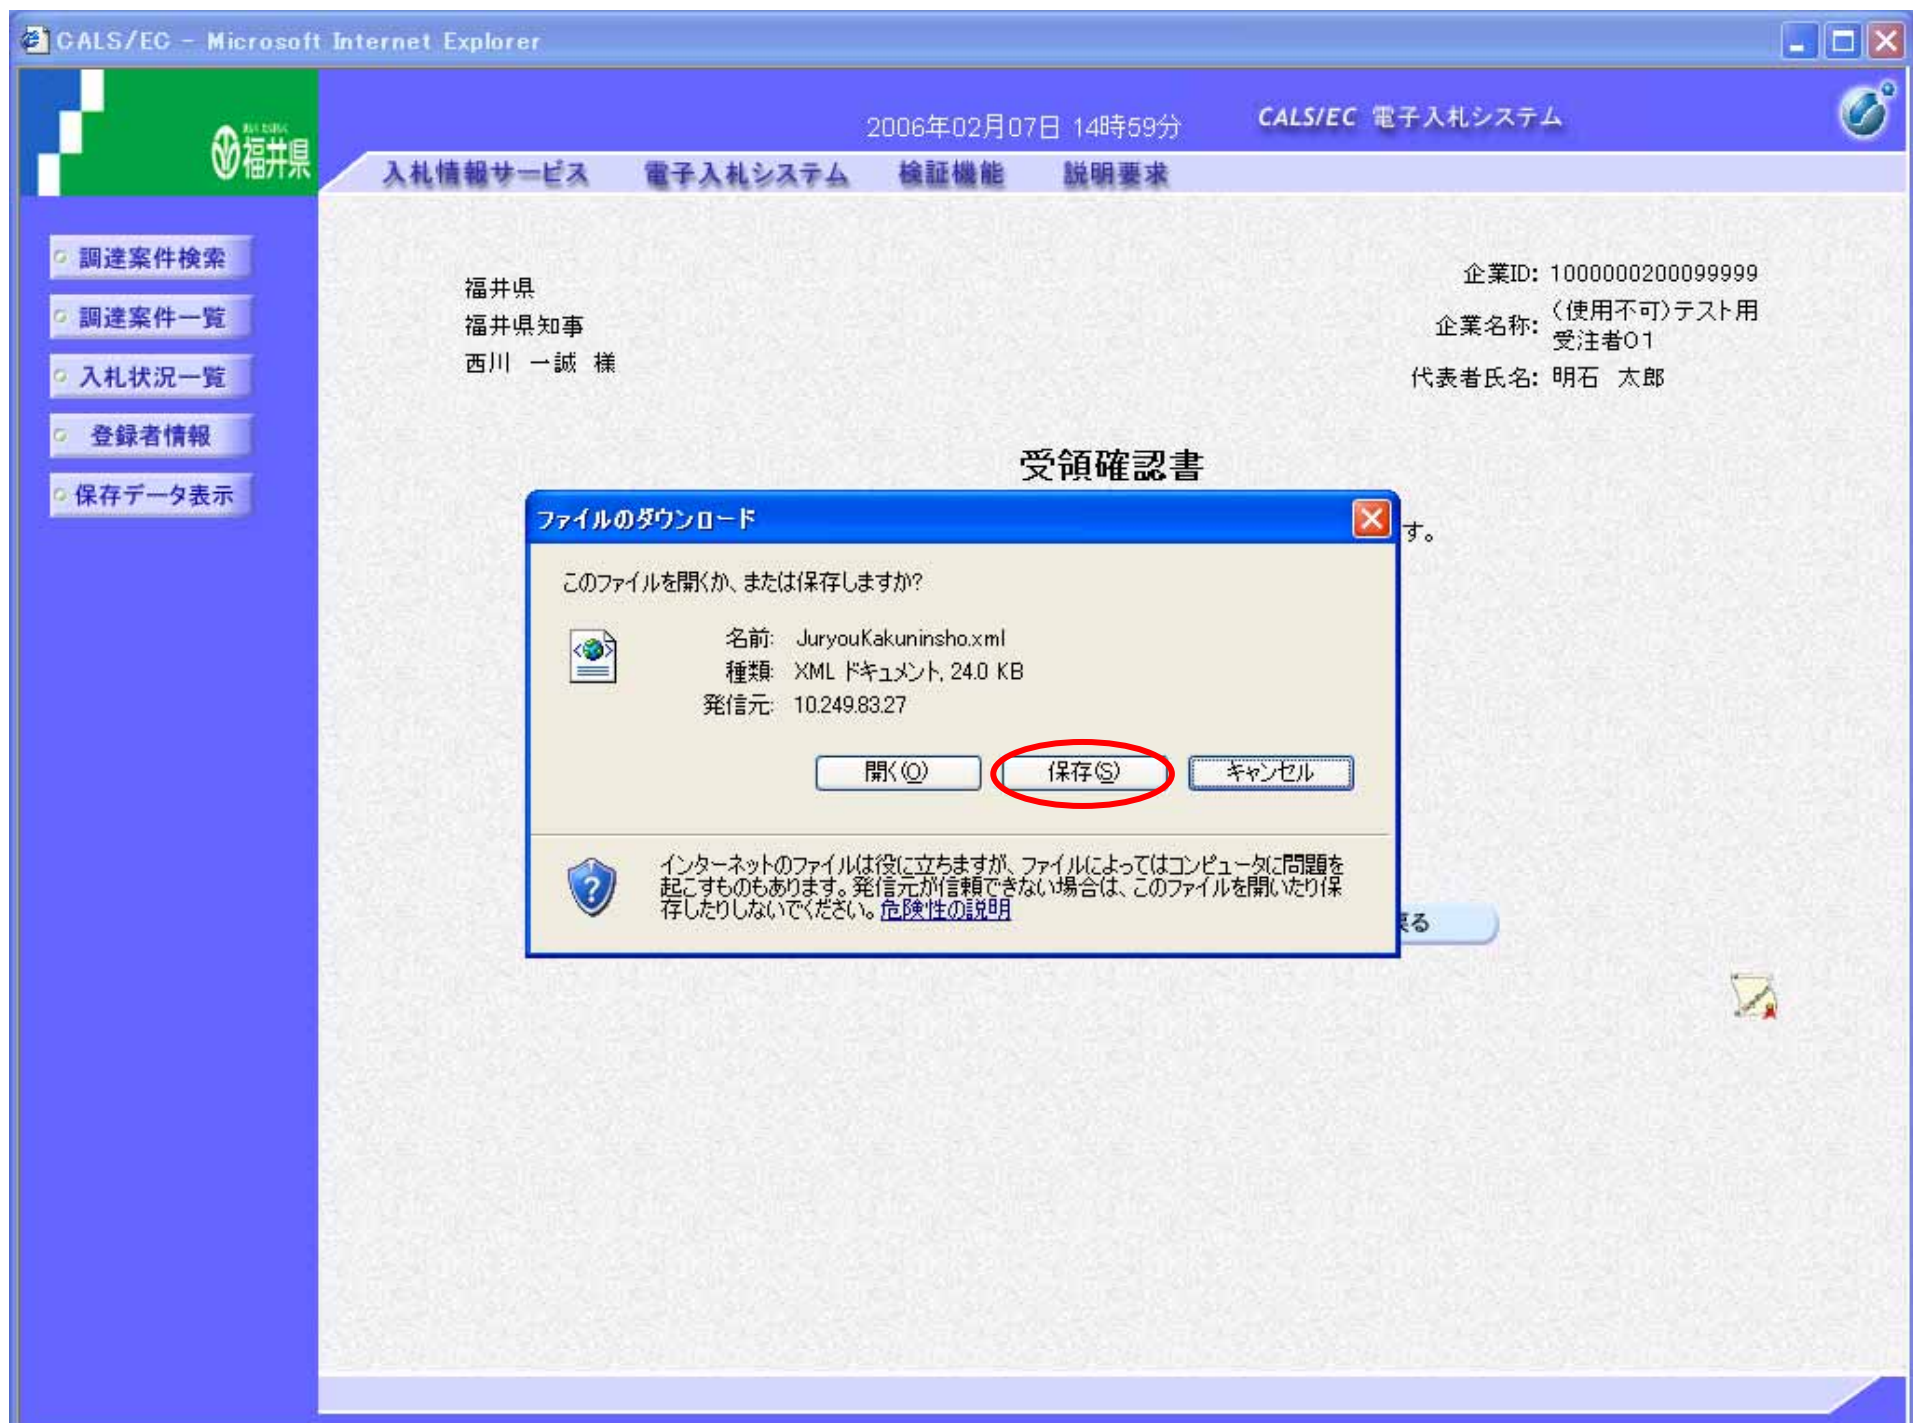 CALS/EC - Microsoft Internet Explorer
2006年02月07日 14時59分
CALS/EC 電子入札システム
福井県
入札情報サービス
電子入札システム
検証機能
説明要求
調達案件検索
調達案件一覧
入札状況一覧
登録者情報
保存データ表示
福井県
福井県知事
西川 一誠 様
企業ID: 1000000200099999
企業名称: (使用不可)テスト用
受注者01
代表者氏名: 明石 太郎
受領確認書
す。
ファイルのダウンロード
このファイルを開くか、または保存しますか?
名前: JuryouKakuninsho.xml
種類: XML ドキュメント, 24.0 KB
発信元: 10.249.83.27
開く(O)
保存(S)
キャンセル
インターネットのファイルは役に立ちますが、ファイルによってはコンピュータに問題を
起こすものもあります。発信元が信頼できない場合は、このファイルを開いたり保
存したりしないでください。危険性の説明
る